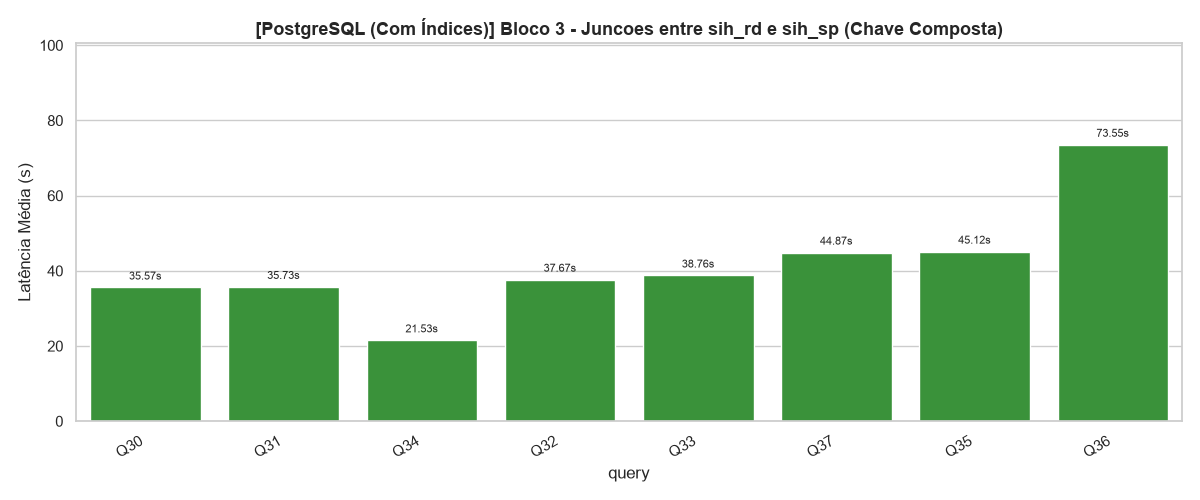 [PostgreSQL (Com Índices)] Bloco 3 - Juncoes entre sih_rd e sih_sp (Chave Composta)
Latência Média (s)
100
80
60
40
20
0
35.57s
35.73s
21.53s
37.67s
38.76s
44.87s
45.12s
73.55s
Q30
Q31
Q34
Q32
Q33
Q37
Q35
Q36
query